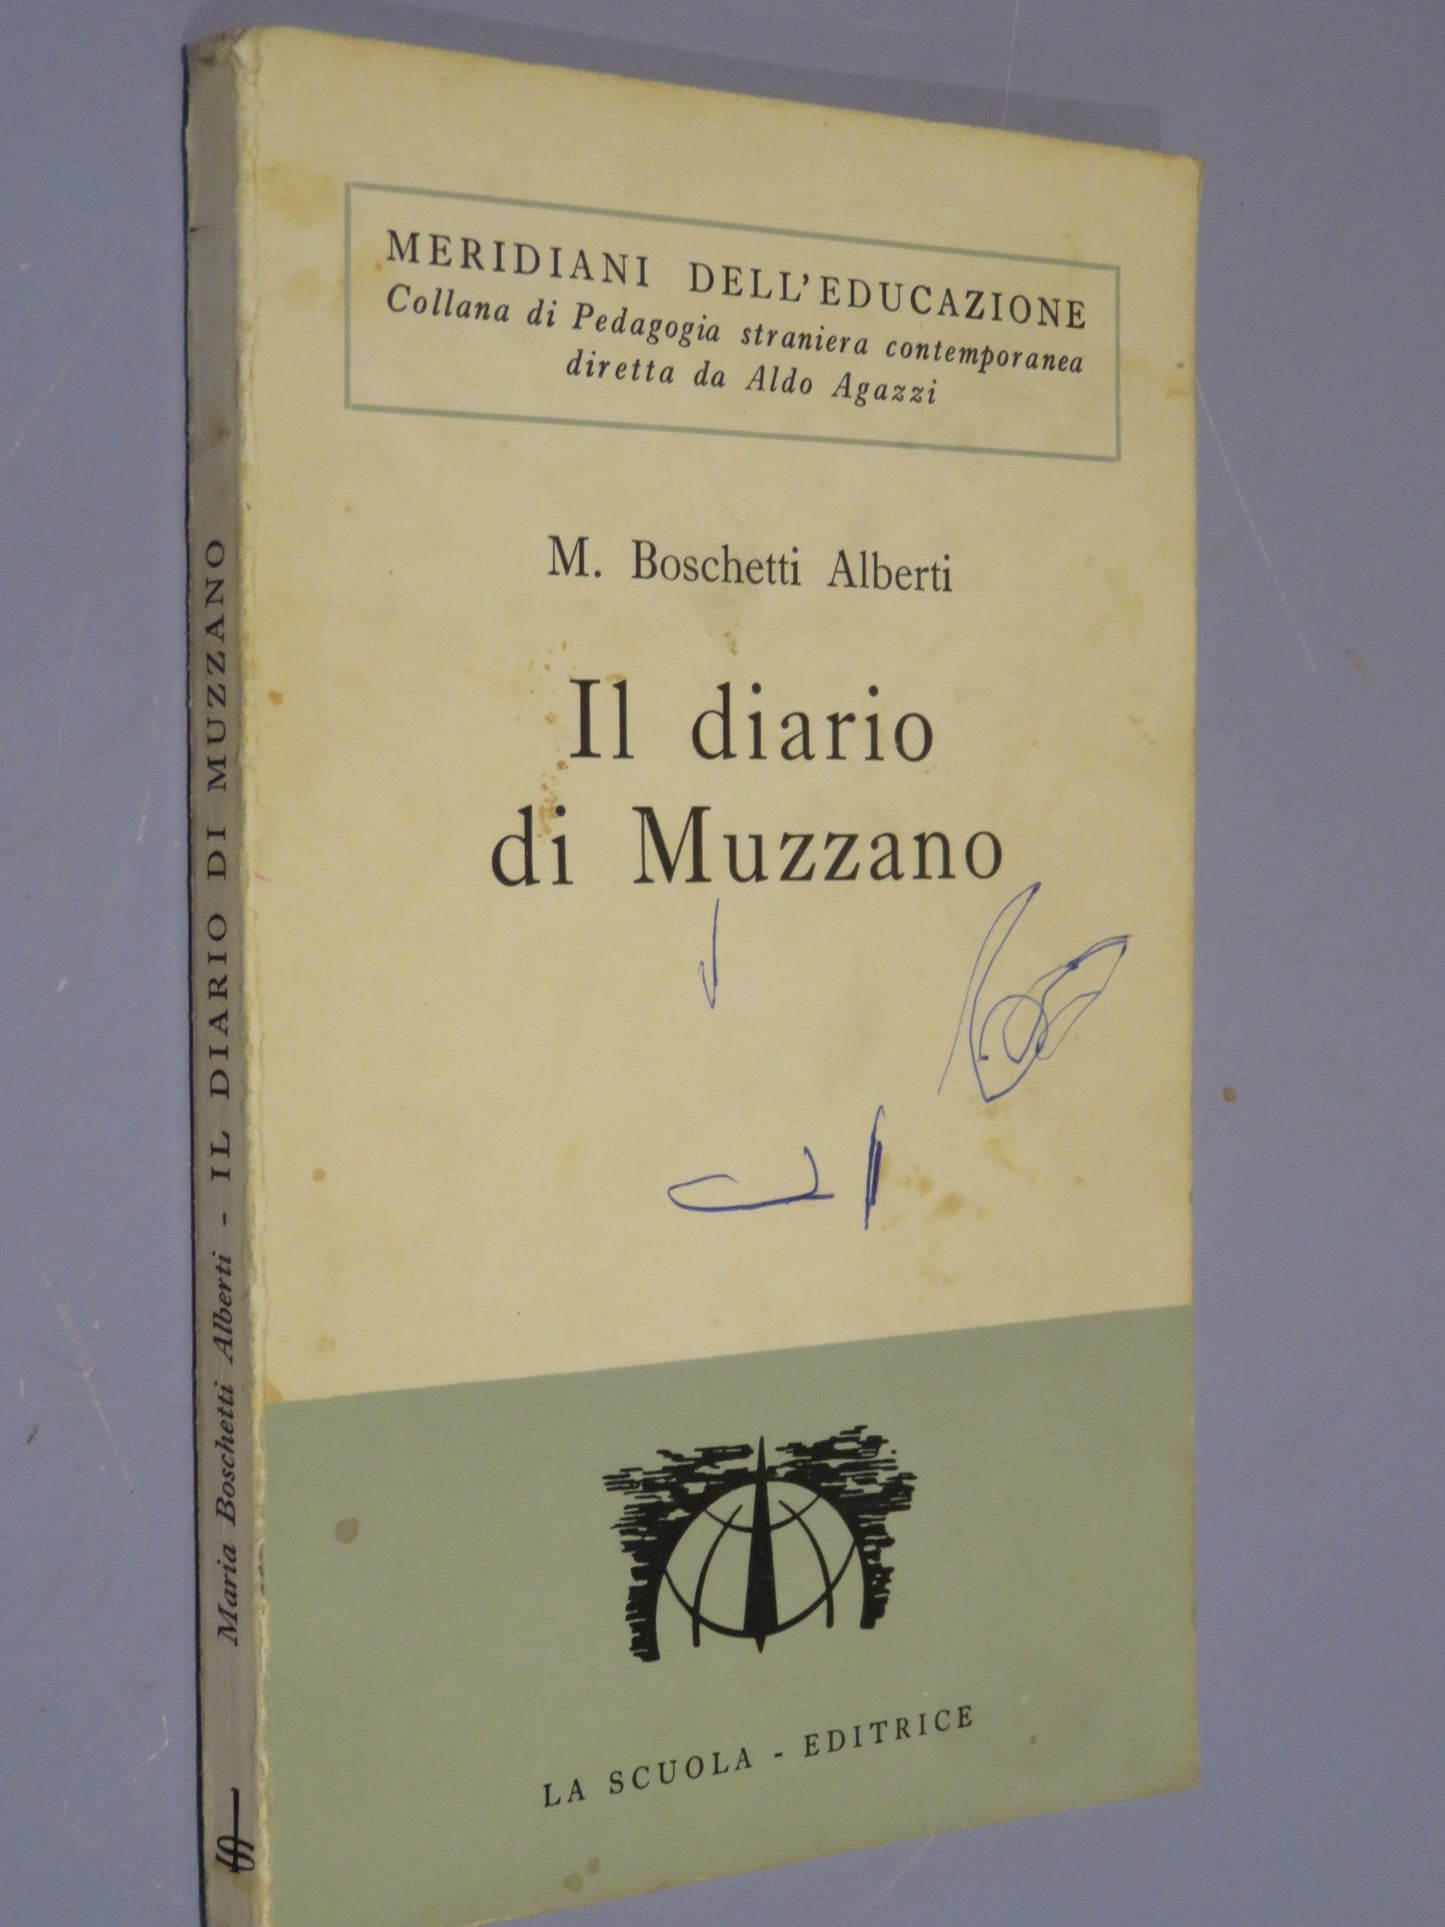 MERIDIANI DELL'EDUCAZIONE
Collana di Pedagogia straniera contemporanea
diretta da Aldo Agazzi
M. Boschetti Alberti
Il diario
di Muzzano
LA SCUOLA - EDITRICE
Maria Boschetti Alberti - IL DIARIO DI MUZZANO